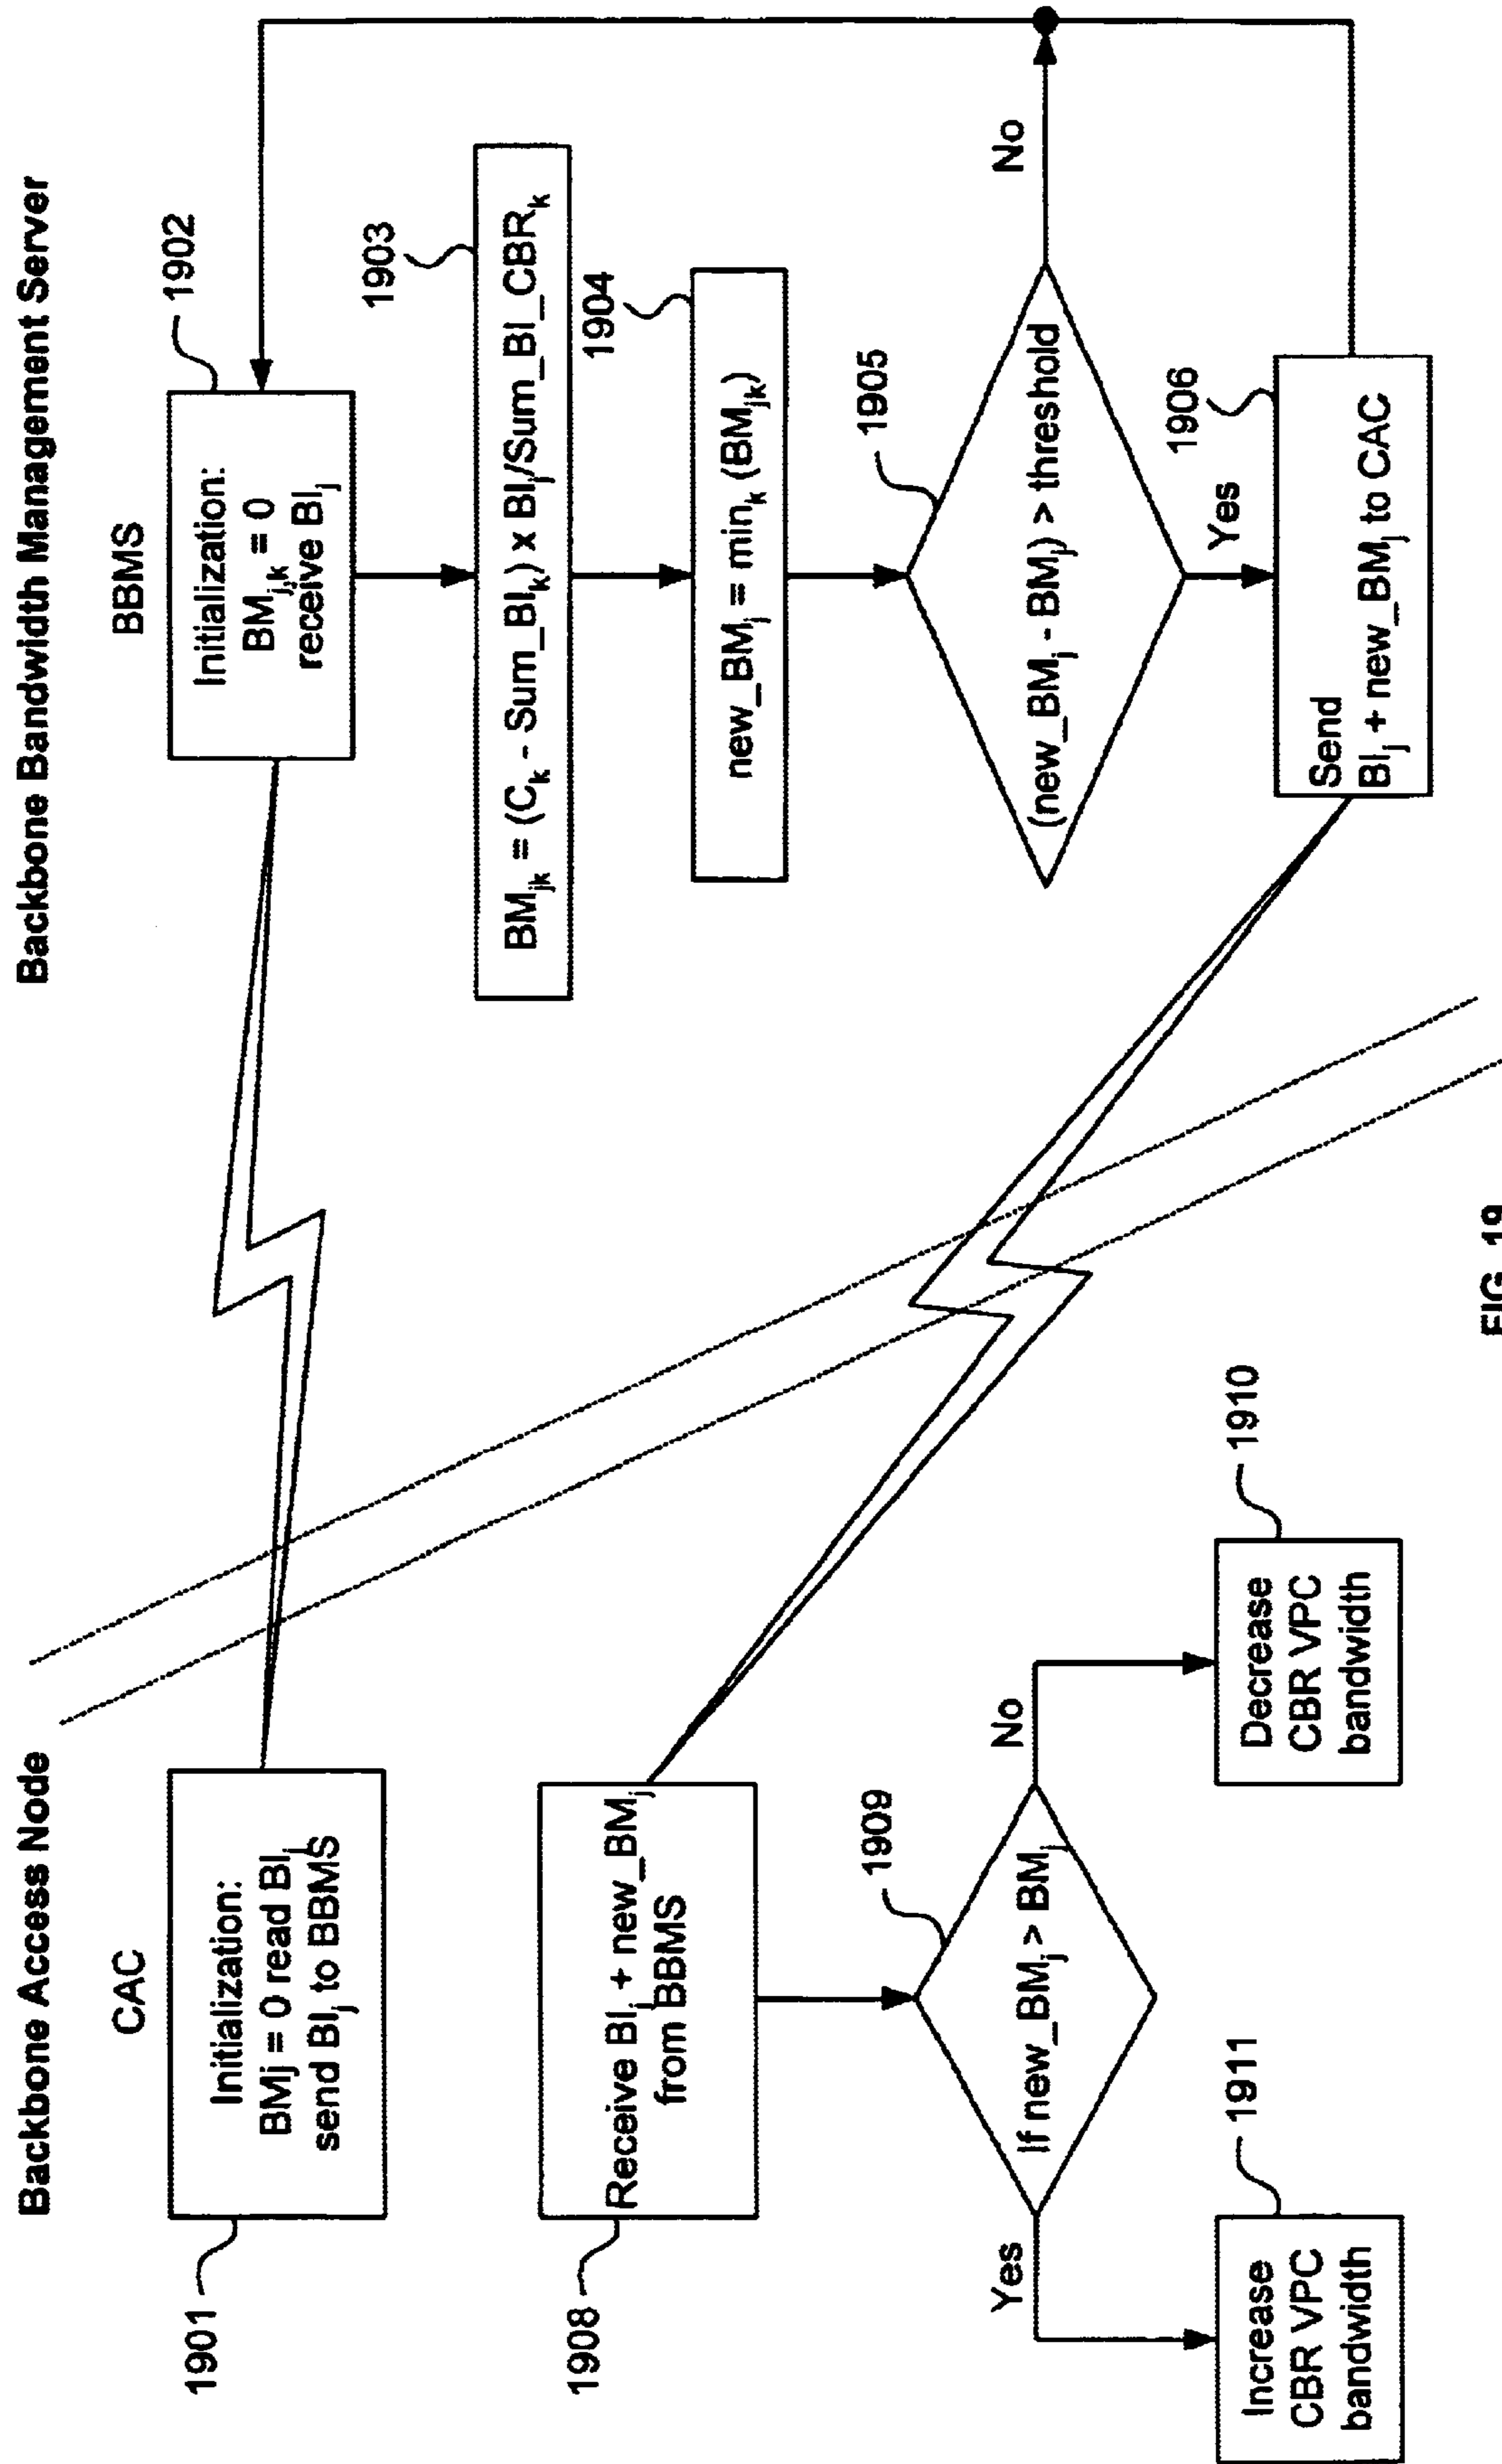 Backbone Access Node
CAC
1901
Initialization:
BMj = 0 read BI_j
send BI_j to BBMS
1908
Receive BI_j + new_BM_j
from BBMS
1909
If new_BM_j > BM_j
Yes
No
1911
Increase
CBR VPC
bandwidth
1910
Decrease
CBR VPC
bandwidth
Backbone Bandwidth Management Server
BBMS
1902
Initialization:
BM_j,k = 0
receive BI_j
1903
BM_jk = (C_k - Sum_BI_k) x BI_j/Sum_BI_CBR_k
1904
new_BM_j = min_k (BM_jk)
1905
(new_BM_j - BM_j) > threshold
No
Yes
1906
Send
BI_j + new_BM_j to CAC
FIG. 19